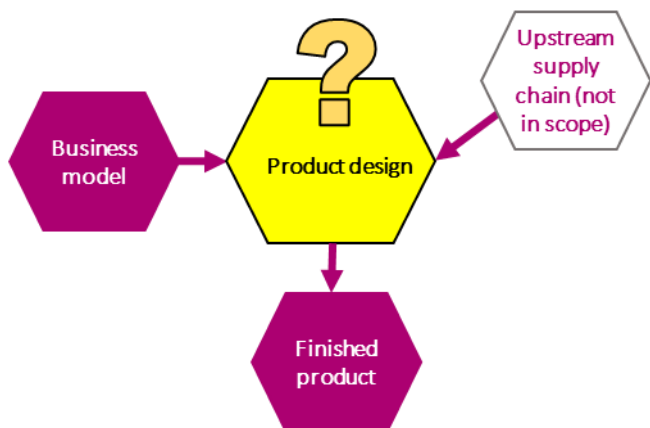 ?
Upstream
supply
chain (not
in scope)
Business
model
Product design
Finished
product